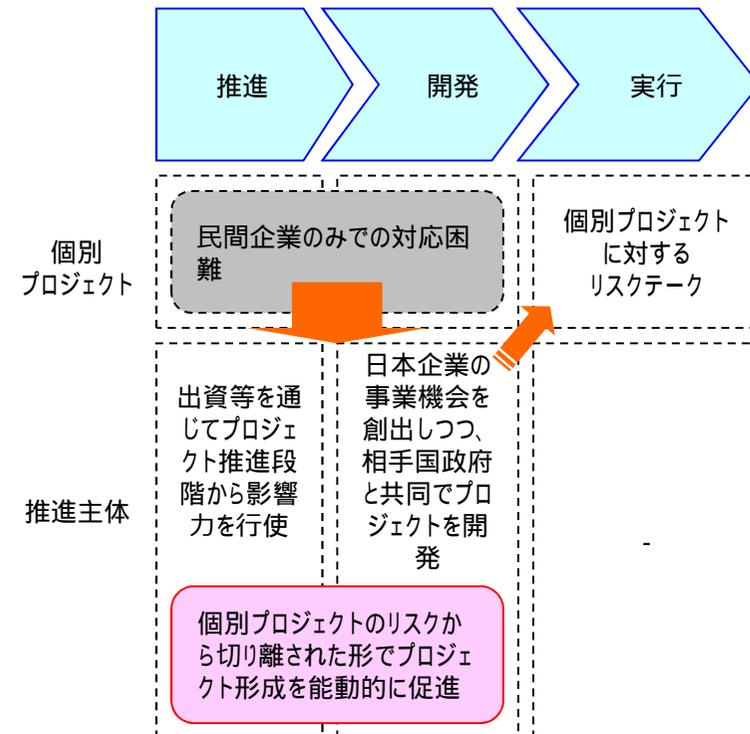 推進
開発
実行
個別
プロジェクト
民間企業のみでの対応困
難
個別プロジェクト
に対する
リスクテーク
推進主体
出資等を通
じてプロジェ
クト推進段
階から影響
力を行使
日本企業の
事業機会を
創出しつつ、
相手国政府
と共同でプロ
ジェクトを開
発
-
個別プロジェクトのリスクか
ら切り離された形でプロジェ
クト形成を能動的に促進